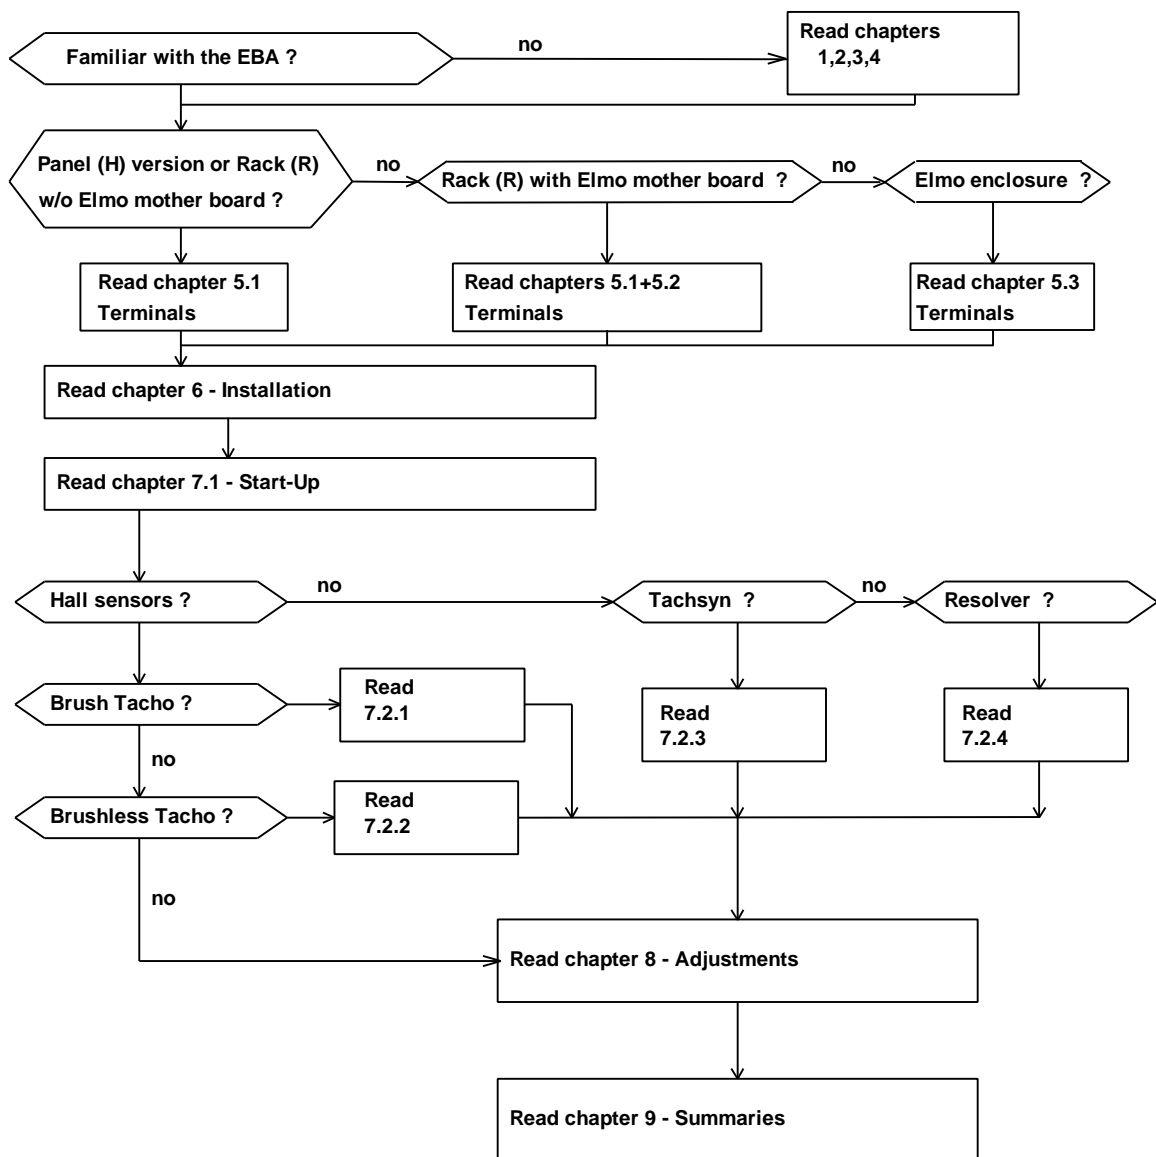 Familiar with the EBA ?
no
Read chapters
1,2,3,4
Panel (H) version or Rack (R)
w/o Elmo mother board ?
no
Rack (R) with Elmo mother board ?
no
Elmo enclosure ?
Read chapter 5.1
Terminals
Read chapters 5.1+5.2
Terminals
Read chapter 5.3
Terminals
Read chapter 6 - Installation
Read chapter 7.1 - Start-Up
Hall sensors ?
no
Tachsyn ?
no
Resolver ?
Brush Tacho ?
Read
7.2.1
Read
7.2.3
Read
7.2.4
no
Brushless Tacho ?
Read
7.2.2
no
Read chapter 8 - Adjustments
Read chapter 9 - Summaries